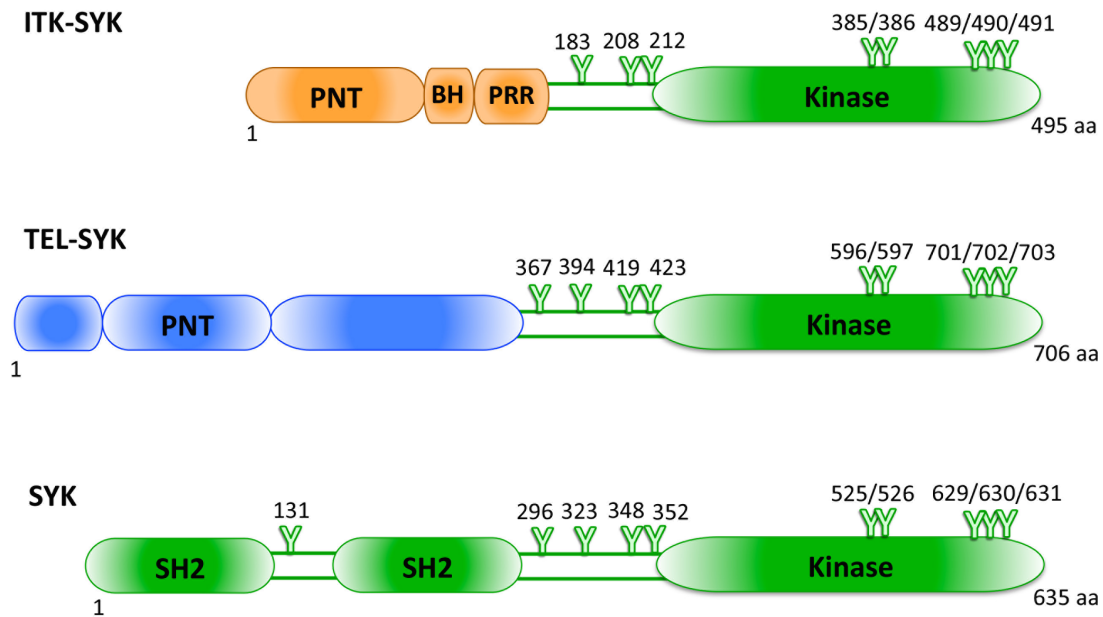 ITK-SYK
183 208 212 385/386 489/490/491
PNT BH PRR Kinase
1 495 aa
TEL-SYK
367 394 419 423 596/597 701/702/703
PNT Kinase
1 706 aa
SYK
131 296 323 348 352 525/526 629/630/631
SH2 SH2 Kinase
1 635 aa